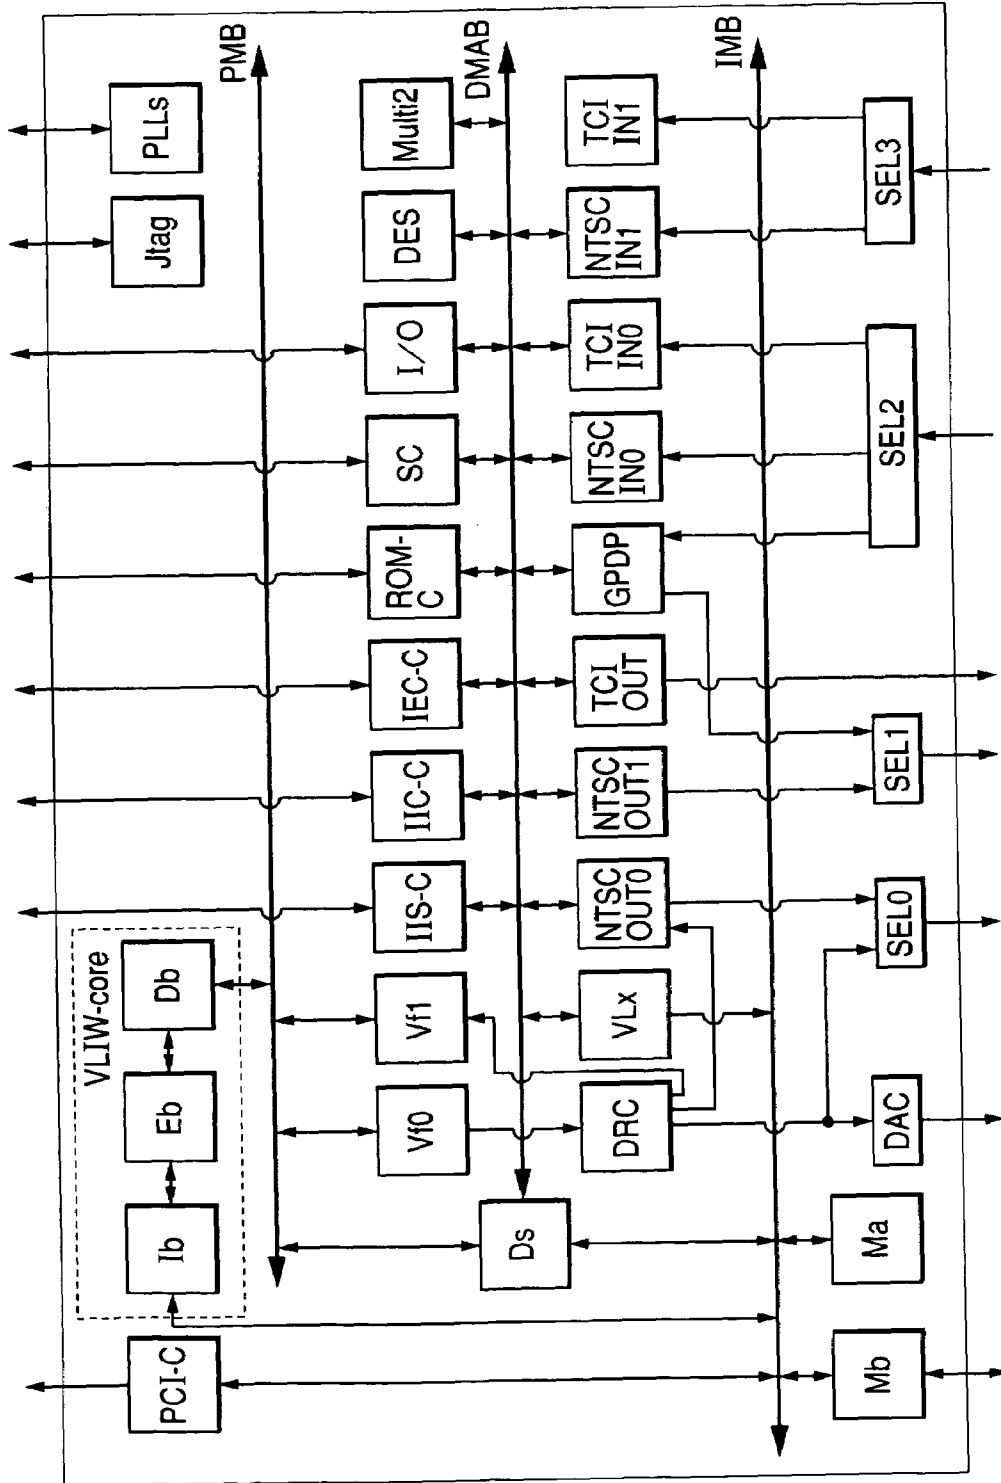 VLIW-core
PCI-C
Ib
Eb
Db
Jtag
PLLs
PMB
Vf0
Vf1
IIS-C
IIC-C
IEC-C
ROM-
C
SC
I/O
DES
Multi2
Ds
DMAB
DRC
VLx
NTSC
OUT0
NTSC
OUT1
TCI
OUT
GPDP
NTSC
IN0
TCI
IN0
NTSC
IN1
TCI
IN1
IMB
Mb
Ma
DAC
SEL0
SEL1
SEL2
SEL3